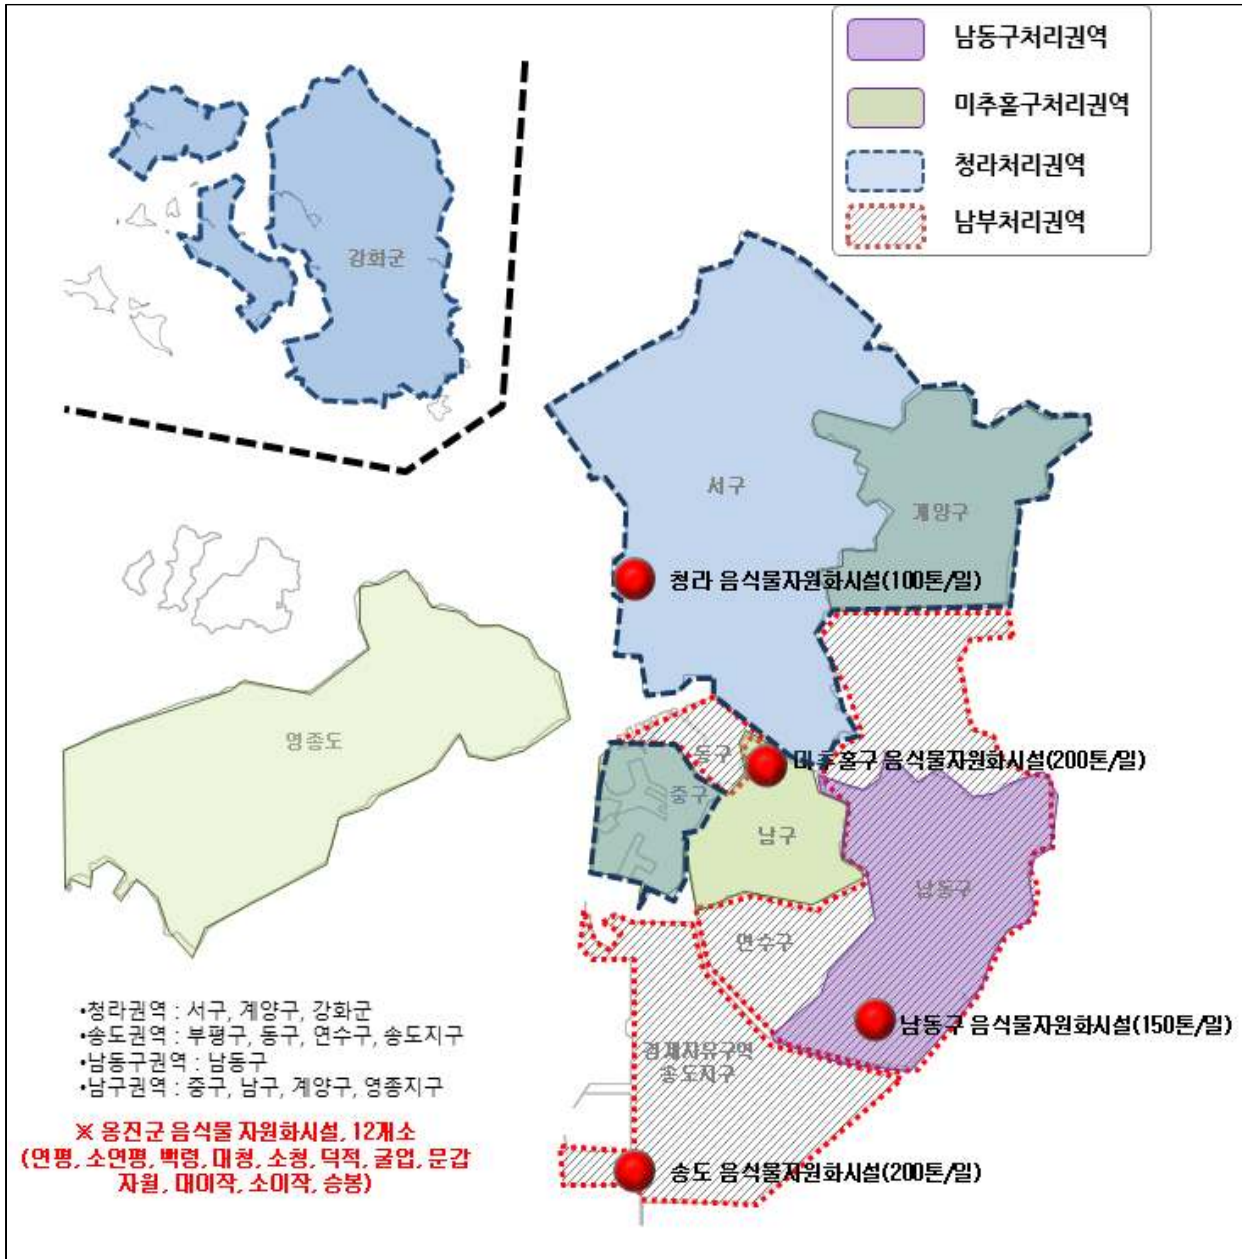 남동구처리권역
미추홀구처리권역
청라처리권역
남부처리권역
강화군
서구
계양구
청라 음식물자원화시설(100톤/일)
영종도
동구
미추홀구 음식물자원화시설(200톤/일)
중구
남구
남동구
연수구
남동구 음식물자원화시설(150톤/일)
경제자유구역
송도지구
송도 음식물자원화시설(200톤/일)
•청라권역 : 서구, 계양구, 강화군
•송도권역 : 부평구, 동구, 연수구, 송도지구
•남동구권역 : 남동구
•남구권역 : 중구, 남구, 계양구, 영종지구
※ 옹진군 음식물 자원화시설, 12개소
(연평, 소연평, 백령, 대청, 소청, 덕적, 굴업, 문갑
자월, 대이작, 소이작, 승봉)